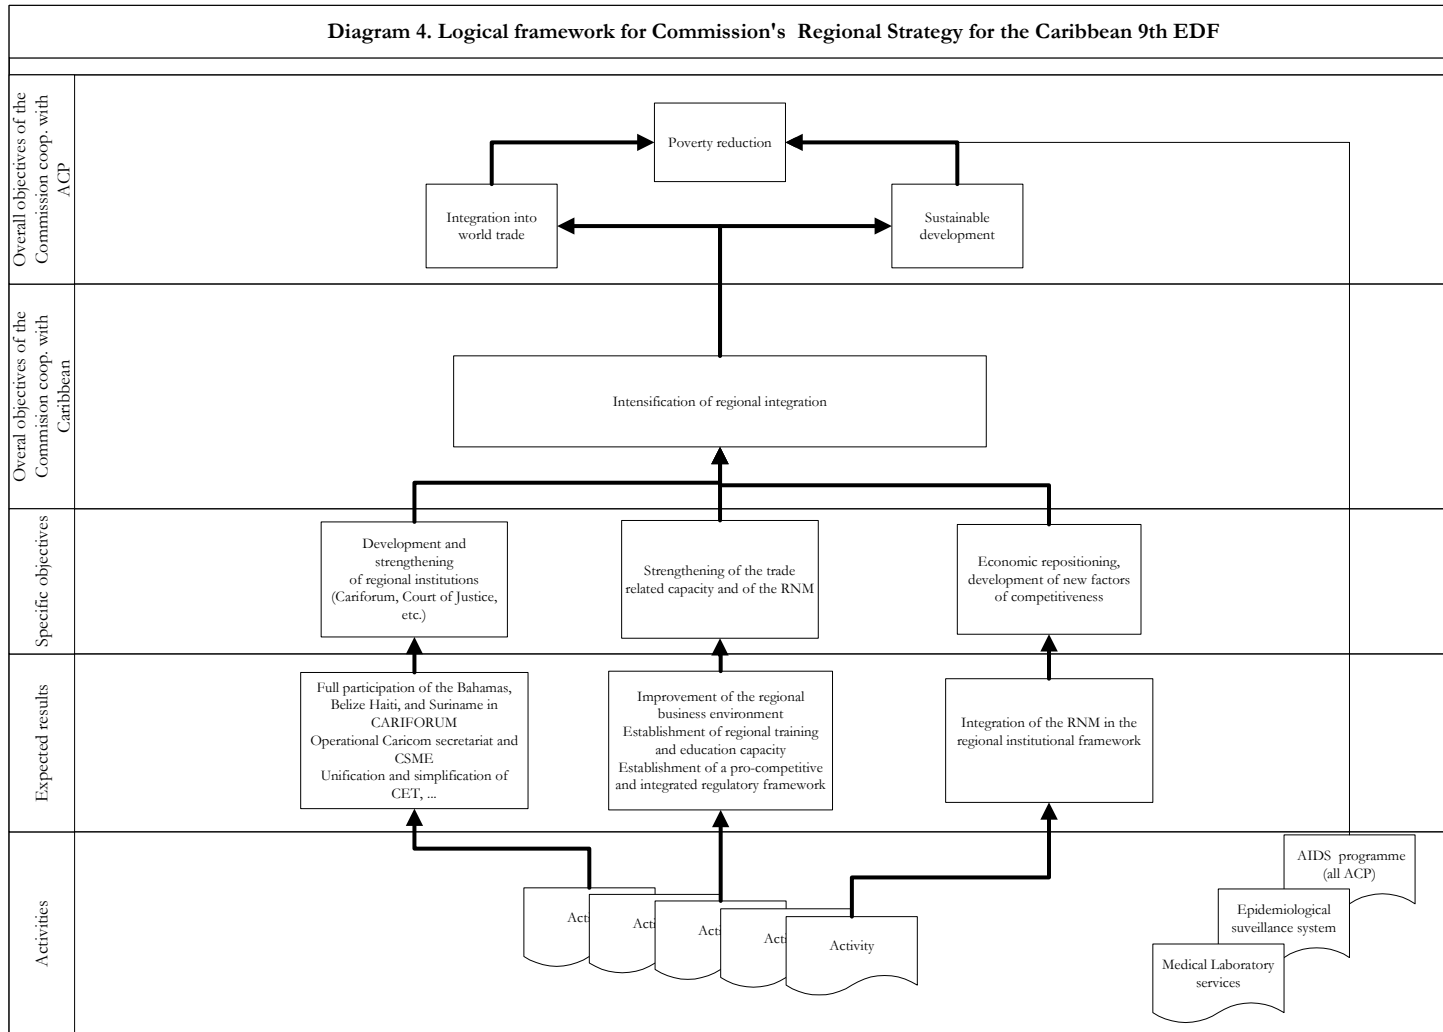 Diagram 4. Logical framework for Commission's Regional Strategy for the Caribbean 9th EDF
Overall objectives of the
Commission coop. with
ACP
Poverty reduction
Integration into
world trade
Sustainable
development
Overal objectives of the
Commision coop. with
Caribbean
Intensification of regional integration
Specific objectives
Development and
strengthening
of regional institutions
(Cariforum, Court of Justice,
etc.)
Strengthening of the trade
related capacity and of the RNM
Economic repositioning,
development of new factors
of competitiveness
Expected results
Full participation of the Bahamas,
Belize Haiti, and Suriname in
CARIFORUM
Operational Caricom secretariat and
CSME
Unification and simplification of
CET, ...
Improvement of the regional
business environment
Establishment of regional training
and education capacity
Establishment of a pro-competitive
and integrated regulatory framework
Integration of the RNM in the
regional institutional framework
Activities
Acti
Acti
Acti
Acti
Activity
AIDS programme
(all ACP)
Epidemiological
suveillance system
Medical Laboratory
services